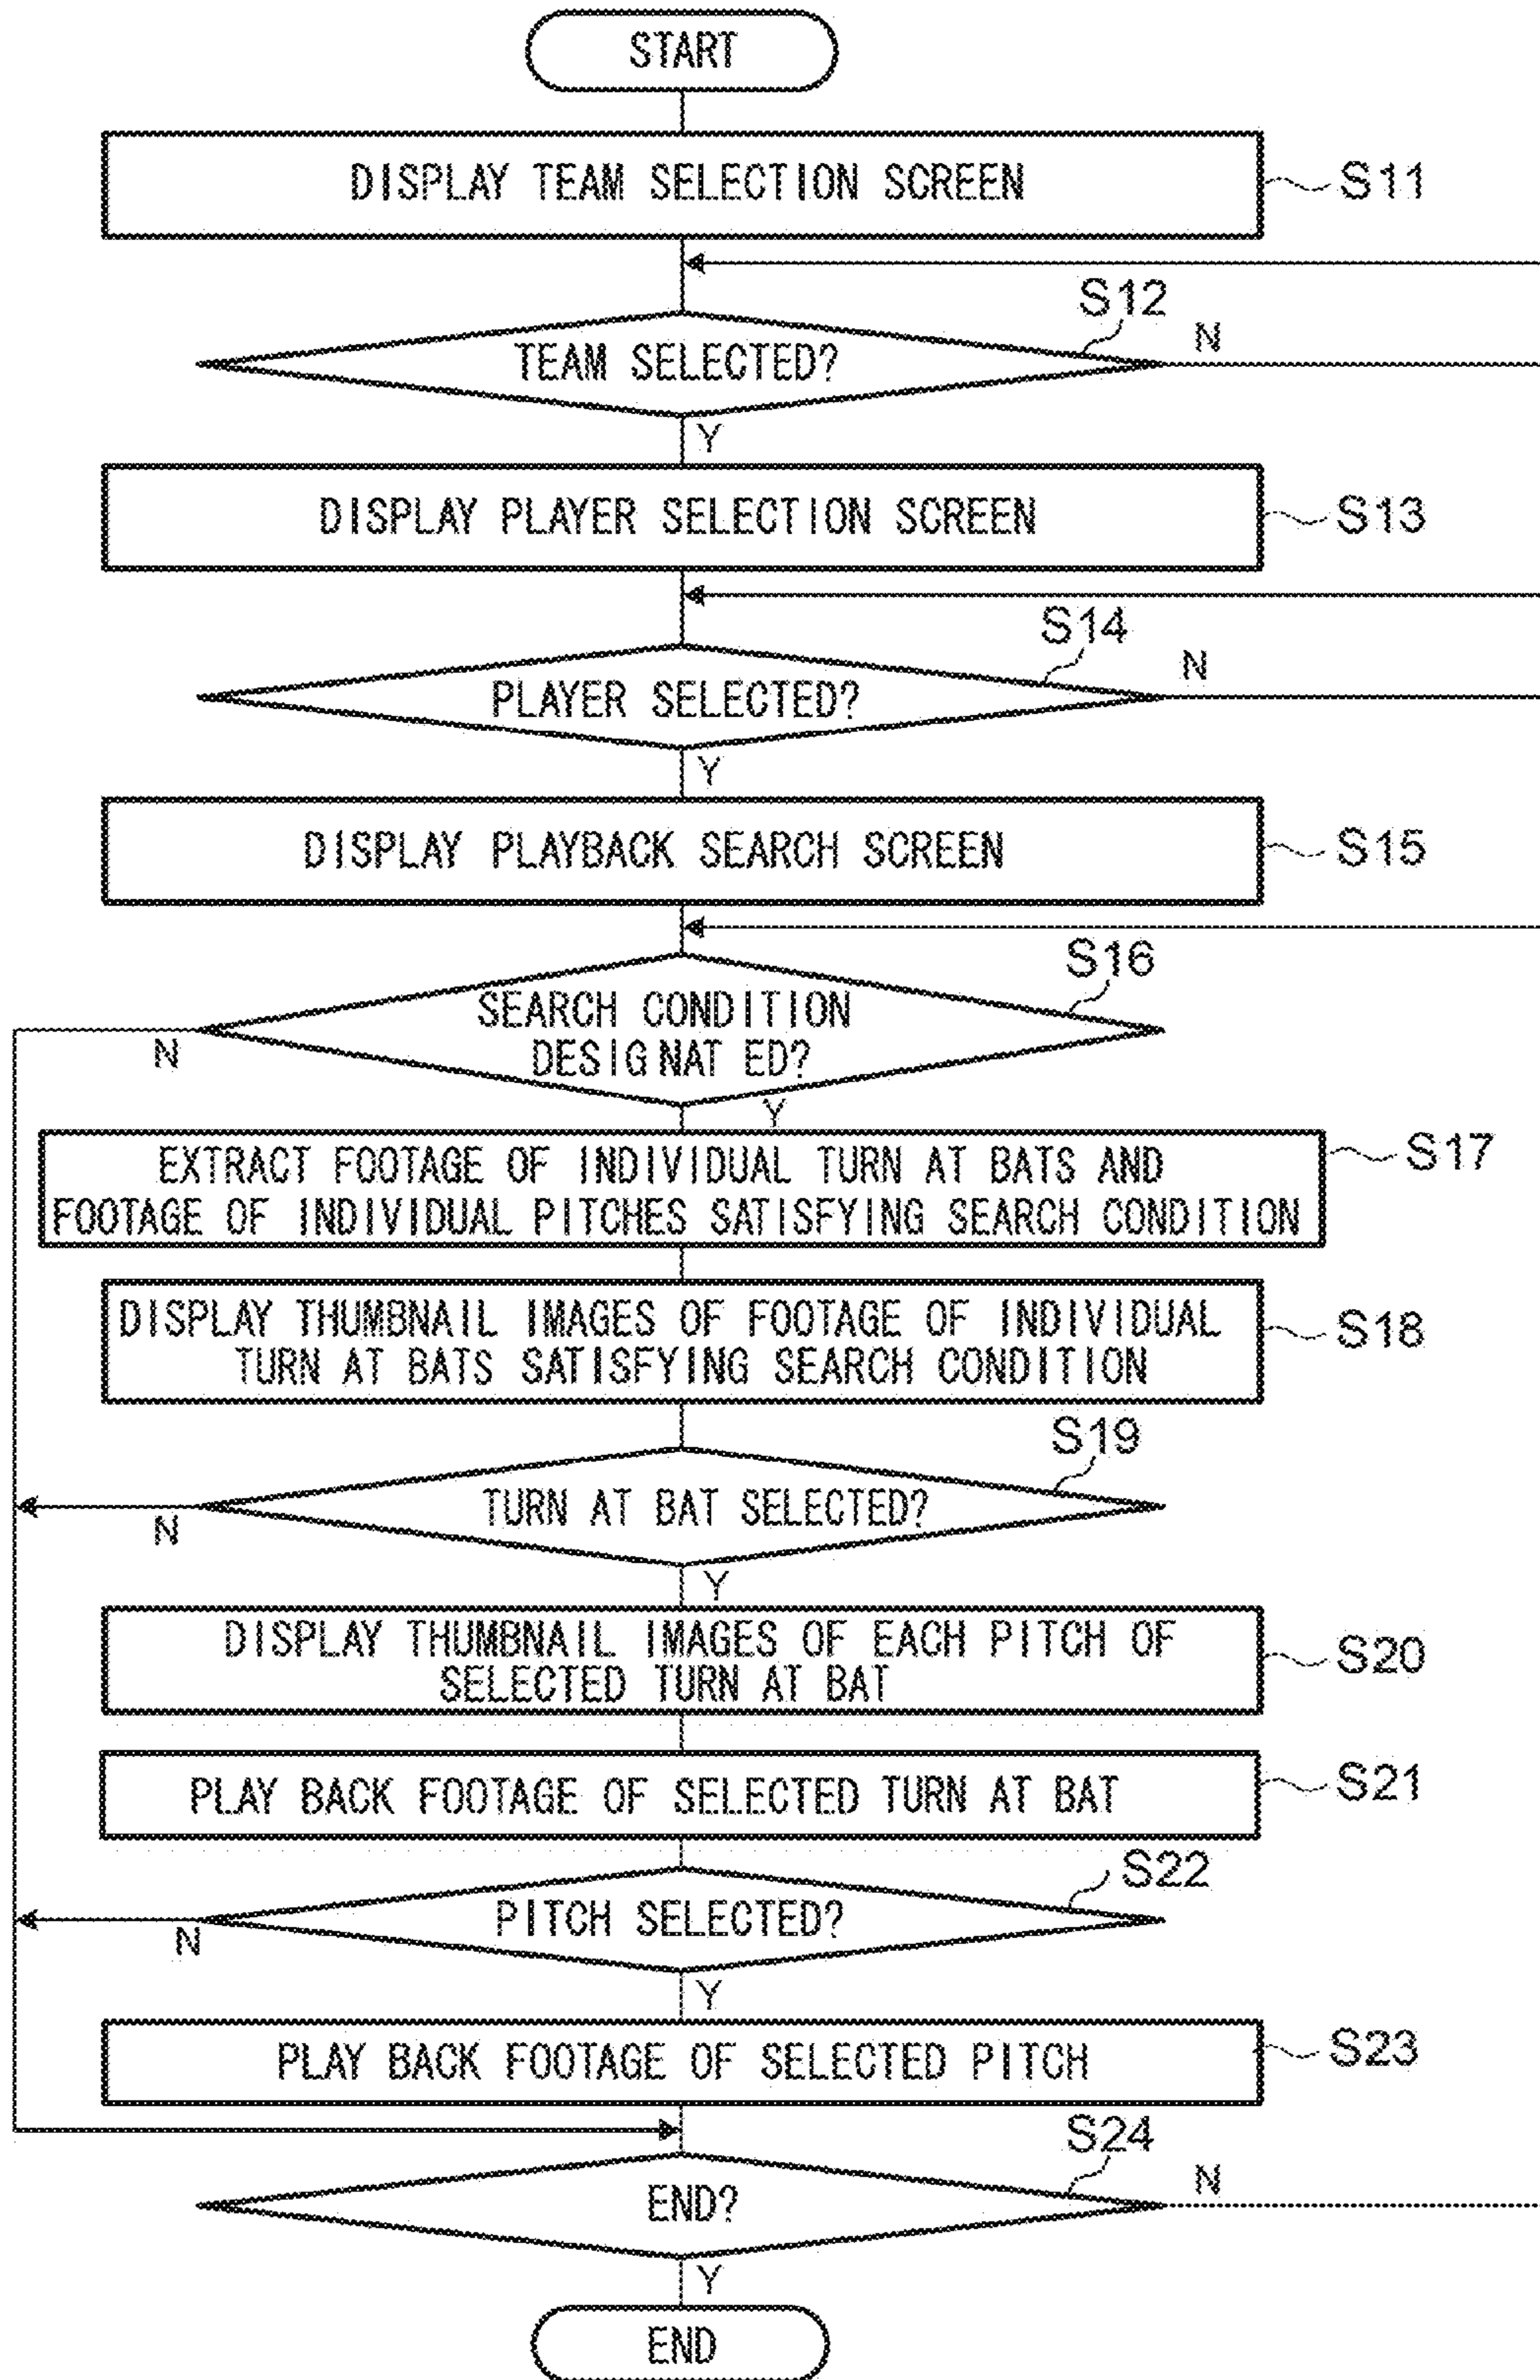 START
DISPLAY TEAM SELECTION SCREEN
S11
S12
TEAM SELECTED?
N
Y
DISPLAY PLAYER SELECTION SCREEN
S13
S14
PLAYER SELECTED?
N
Y
DISPLAY PLAYBACK SEARCH SCREEN
S15
S16
SEARCH CONDITION
DESIGNAT ED?
N
Y
EXTRACT FOOTAGE OF INDIVIDUAL TURN AT BATS AND
FOOTAGE OF INDIVIDUAL PITCHES SATISFYING SEARCH CONDITION
S17
DISPLAY THUMBNAIL IMAGES OF FOOTAGE OF INDIVIDUAL
TURN AT BATS SATISFYING SEARCH CONDITION
S18
S19
TURN AT BAT SELECTED?
N
Y
DISPLAY THUMBNAIL IMAGES OF EACH PITCH OF
SELECTED TURN AT BAT
S20
PLAY BACK FOOTAGE OF SELECTED TURN AT BAT
S21
S22
PITCH SELECTED?
N
Y
PLAY BACK FOOTAGE OF SELECTED PITCH
S23
S24
END?
N
Y
END